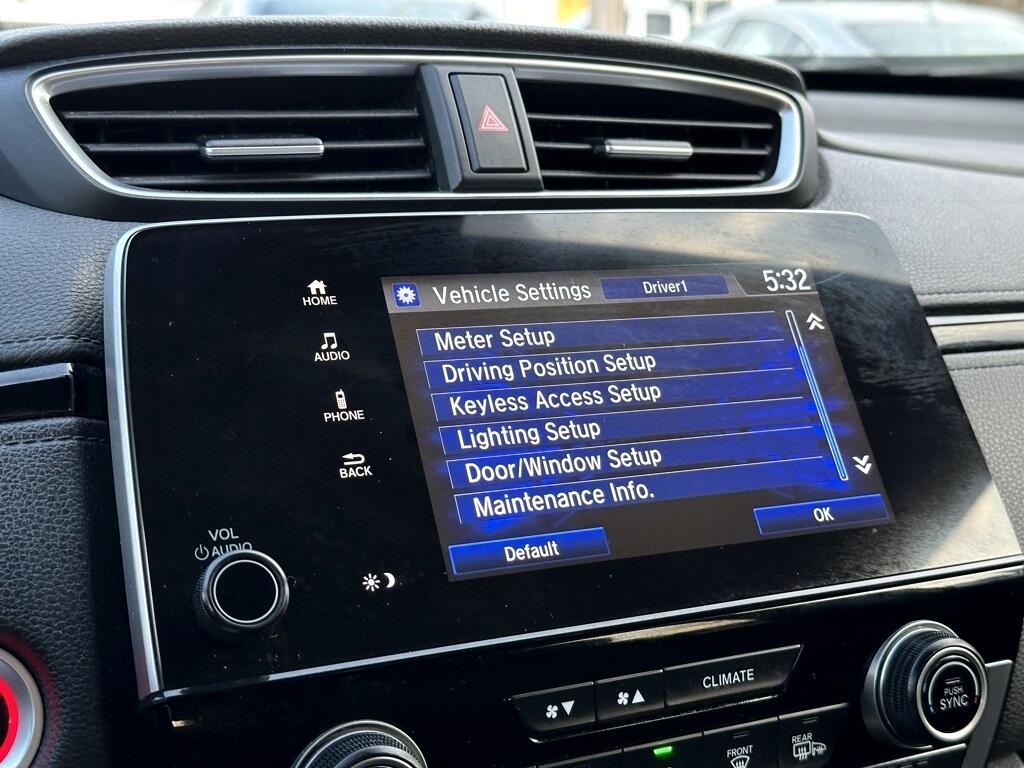 Vehicle Settings Driver1 5:32
HOME
Meter Setup
AUDIO
Driving Position Setup
Keyless Access Setup
PHONE
Lighting Setup
Door/Window Setup
BACK
Maintenance Info.
Default OK
VOL
AUDIO
CLIMATE
PUSH
SYNC
FRONT
REAR